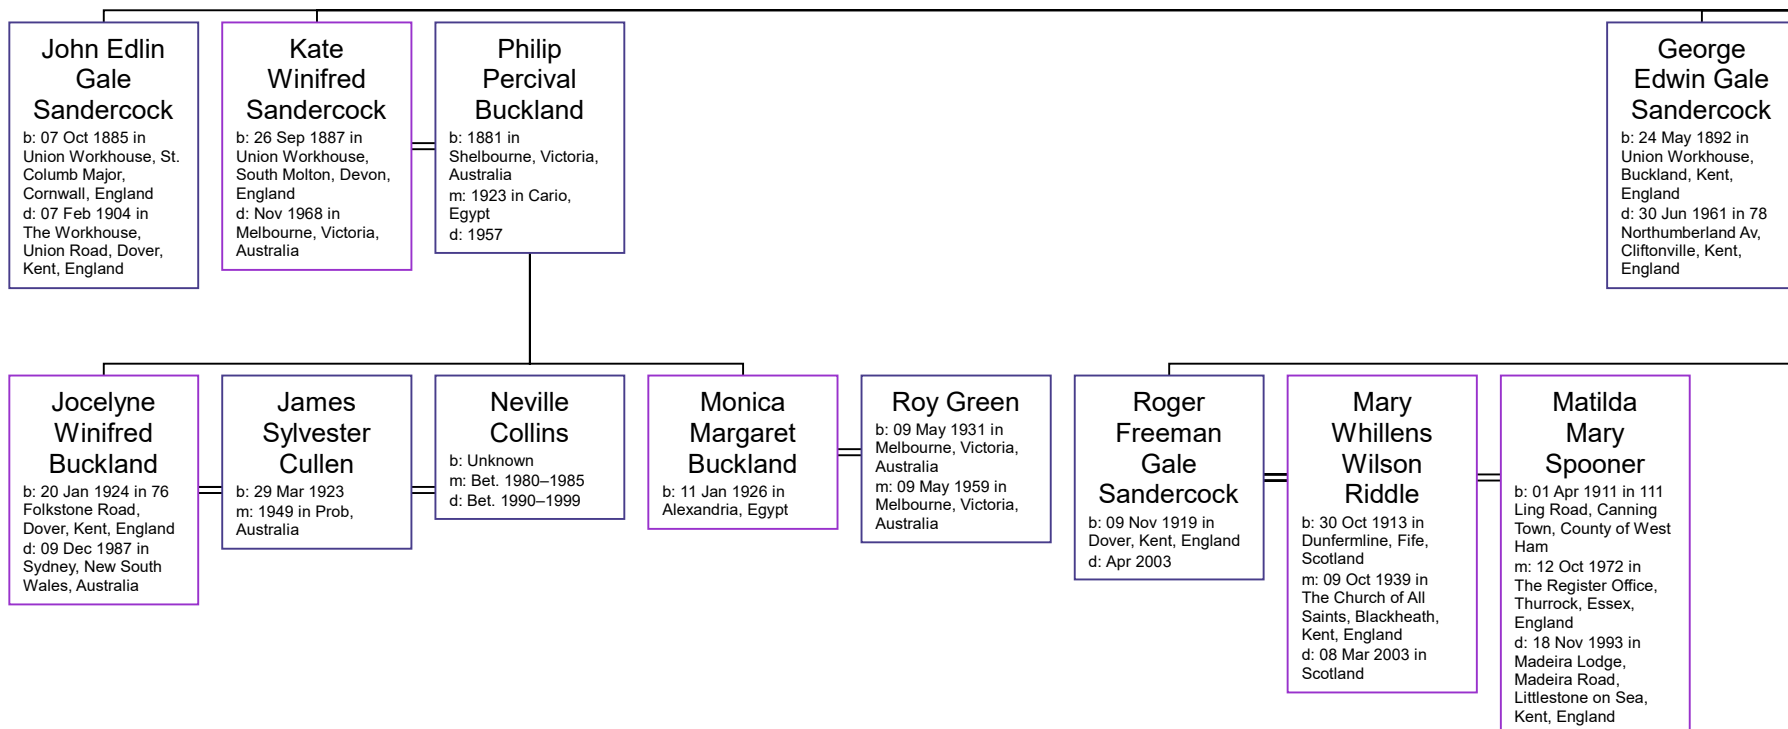 John Edlin
Gale
Sandercock
b: 07 Oct 1885 in
Union Workhouse, St.
Columb Major,
Cornwall, England
d: 07 Feb 1904 in
The Workhouse,
Union Road, Dover,
Kent, England
Kate
Winifred
Sandercock
b: 26 Sep 1887 in
Union Workhouse,
South Molton, Devon,
England
d: Nov 1968 in
Melbourne, Victoria,
Australia
Philip
Percival
Buckland
b: 1881 in
Shelbourne, Victoria,
Australia
m: 1923 in Cario,
Egypt
d: 1957
George
Edwin Gale
Sandercock
b: 24 May 1892 in
Union Workhouse,
Buckland, Kent,
England
d: 30 Jun 1961 in 78
Northumberland Av,
Cliftonville, Kent,
England
Jocelyne
Winifred
Buckland
b: 20 Jan 1924 in 76
Folkstone Road,
Dover, Kent, England
d: 09 Dec 1987 in
Sydney, New South
Wales, Australia
James
Sylvester
Cullen
b: 29 Mar 1923
m: 1949 in Prob,
Australia
Neville
Collins
b: Unknown
m: Bet. 1980–1985
d: Bet. 1990–1999
Monica
Margaret
Buckland
b: 11 Jan 1926 in
Alexandria, Egypt
Roy Green
b: 09 May 1931 in
Melbourne, Victoria,
Australia
m: 09 May 1959 in
Melbourne, Victoria,
Australia
Roger
Freeman
Gale
Sandercock
b: 09 Nov 1919 in
Dover, Kent, England
d: Apr 2003
Mary
Whillens
Wilson
Riddle
b: 30 Oct 1913 in
Dunfermline, Fife,
Scotland
m: 09 Oct 1939 in
The Church of All
Saints, Blackheath,
Kent, England
d: 08 Mar 2003 in
Scotland
Matilda
Mary
Spooner
b: 01 Apr 1911 in 111
Ling Road, Canning
Town, County of West
Ham
m: 12 Oct 1972 in
The Register Office,
Thurrock, Essex,
England
d: 18 Nov 1993 in
Madeira Lodge,
Madeira Road,
Littlestone on Sea,
Kent, England